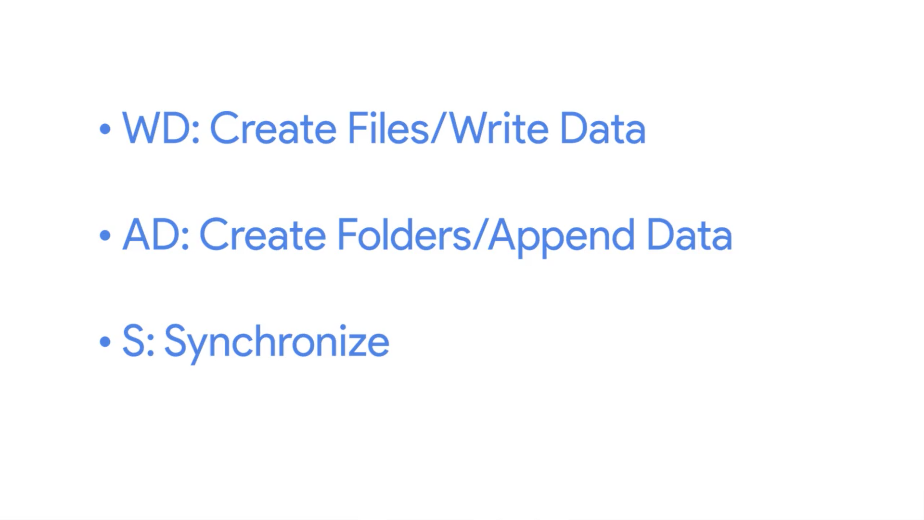 • WD: Create Files/Write Data
• AD: Create Folders/Append Data
• S: Synchronize